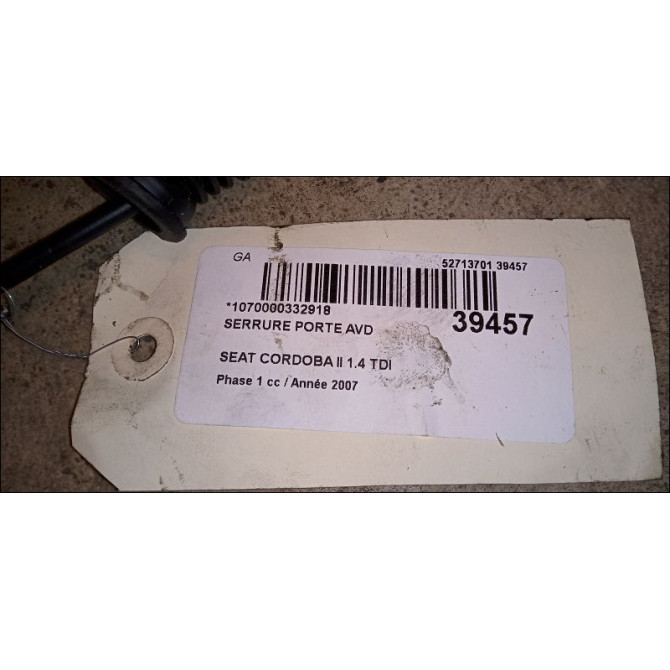 GA
52713701 39457
*1070000332918
39457
SERRURE PORTE AVD
SEAT CORDOBA II 1.4 TDI
Phase 1 cc / Année 2007